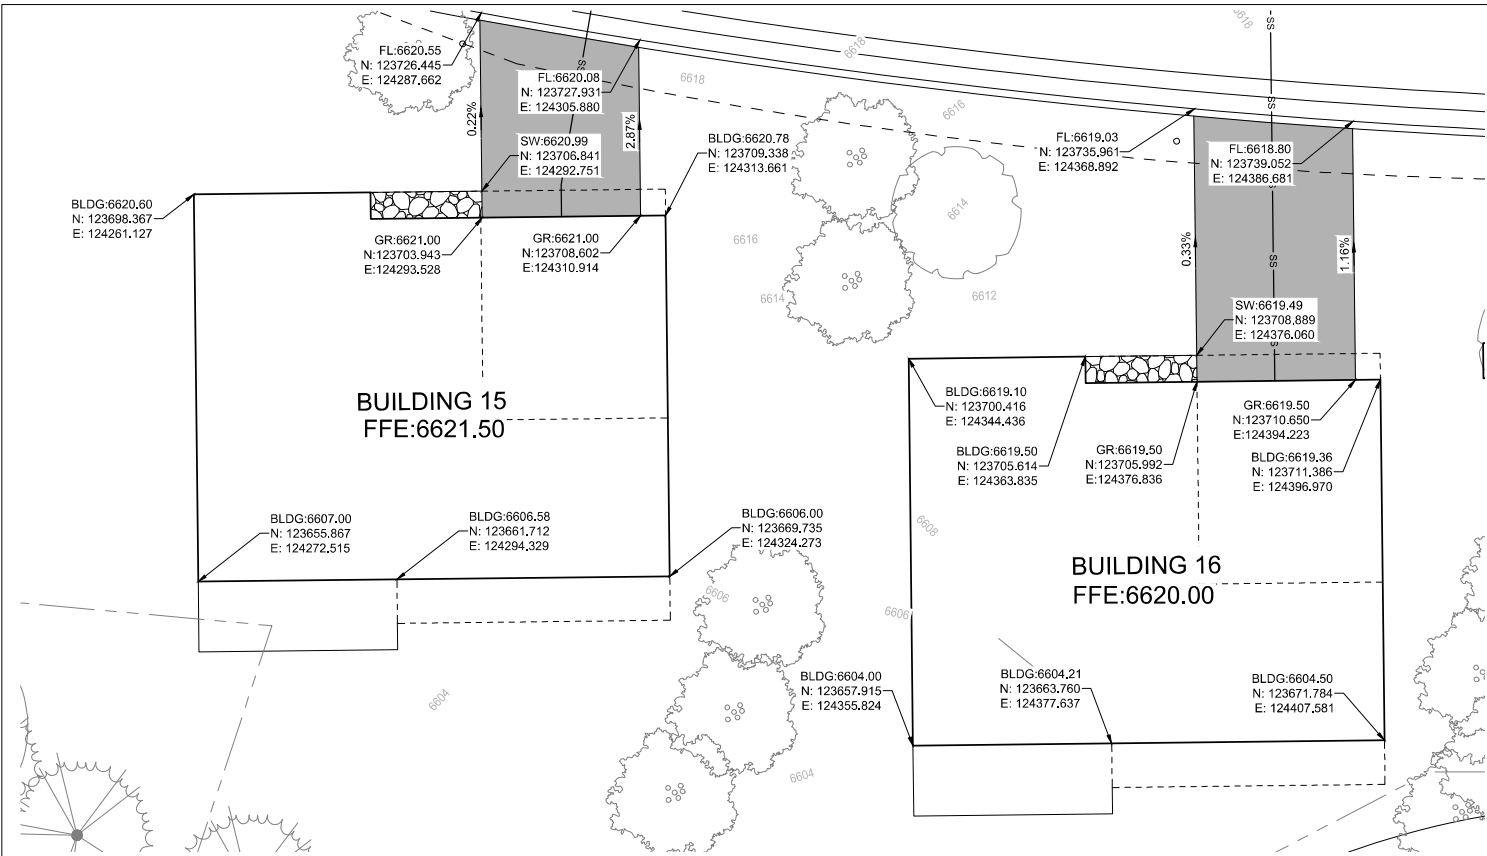 FL:6620.55
N: 123726.445
E: 124287.662
SS
FL:6620.08
N: 123727.931
E: 124305.880
0.22%
2.87%
SW:6620.99
N: 123706.841
E: 124292.751
BLDG:6620.78
N: 123709.338
E: 124313.661
6618
6618
6618
6616
SS
SS
FL:6619.03
N: 123735.961
E: 124368.892
FL:6618.80
N: 123739.052
E: 124386.681
BLDG:6620.60
N: 123698.367
E: 124261.127
GR:6621.00
N:123703.943
E:124293.528
GR:6621.00
N:123708.602
E:124310.914
6616
6614
6614
6612
0.33%
SS
1.16%
SW:6619.49
N: 123708.889
E: 124376.060
BUILDING 15
FFE:6621.50
BLDG:6619.10
N: 123700.416
E: 124344.436
BLDG:6619.50
N: 123705.614
E: 124363.835
GR:6619.50
N:123705.992
E:124376.836
GR:6619.50
N:123710.650
E:124394.223
BLDG:6619.36
N: 123711.386
E: 124396.970
BLDG:6607.00
N: 123655.867
E: 124272.515
BLDG:6606.58
N: 123661.712
E: 124294.329
BLDG:6606.00
N: 123669.735
E: 124324.273
6608
BUILDING 16
FFE:6620.00
6606
6606
6604
BLDG:6604.00
N: 123657.915
E: 124355.824
BLDG:6604.21
N: 123663.760
E: 124377.637
BLDG:6604.50
N: 123671.784
E: 124407.581
6604